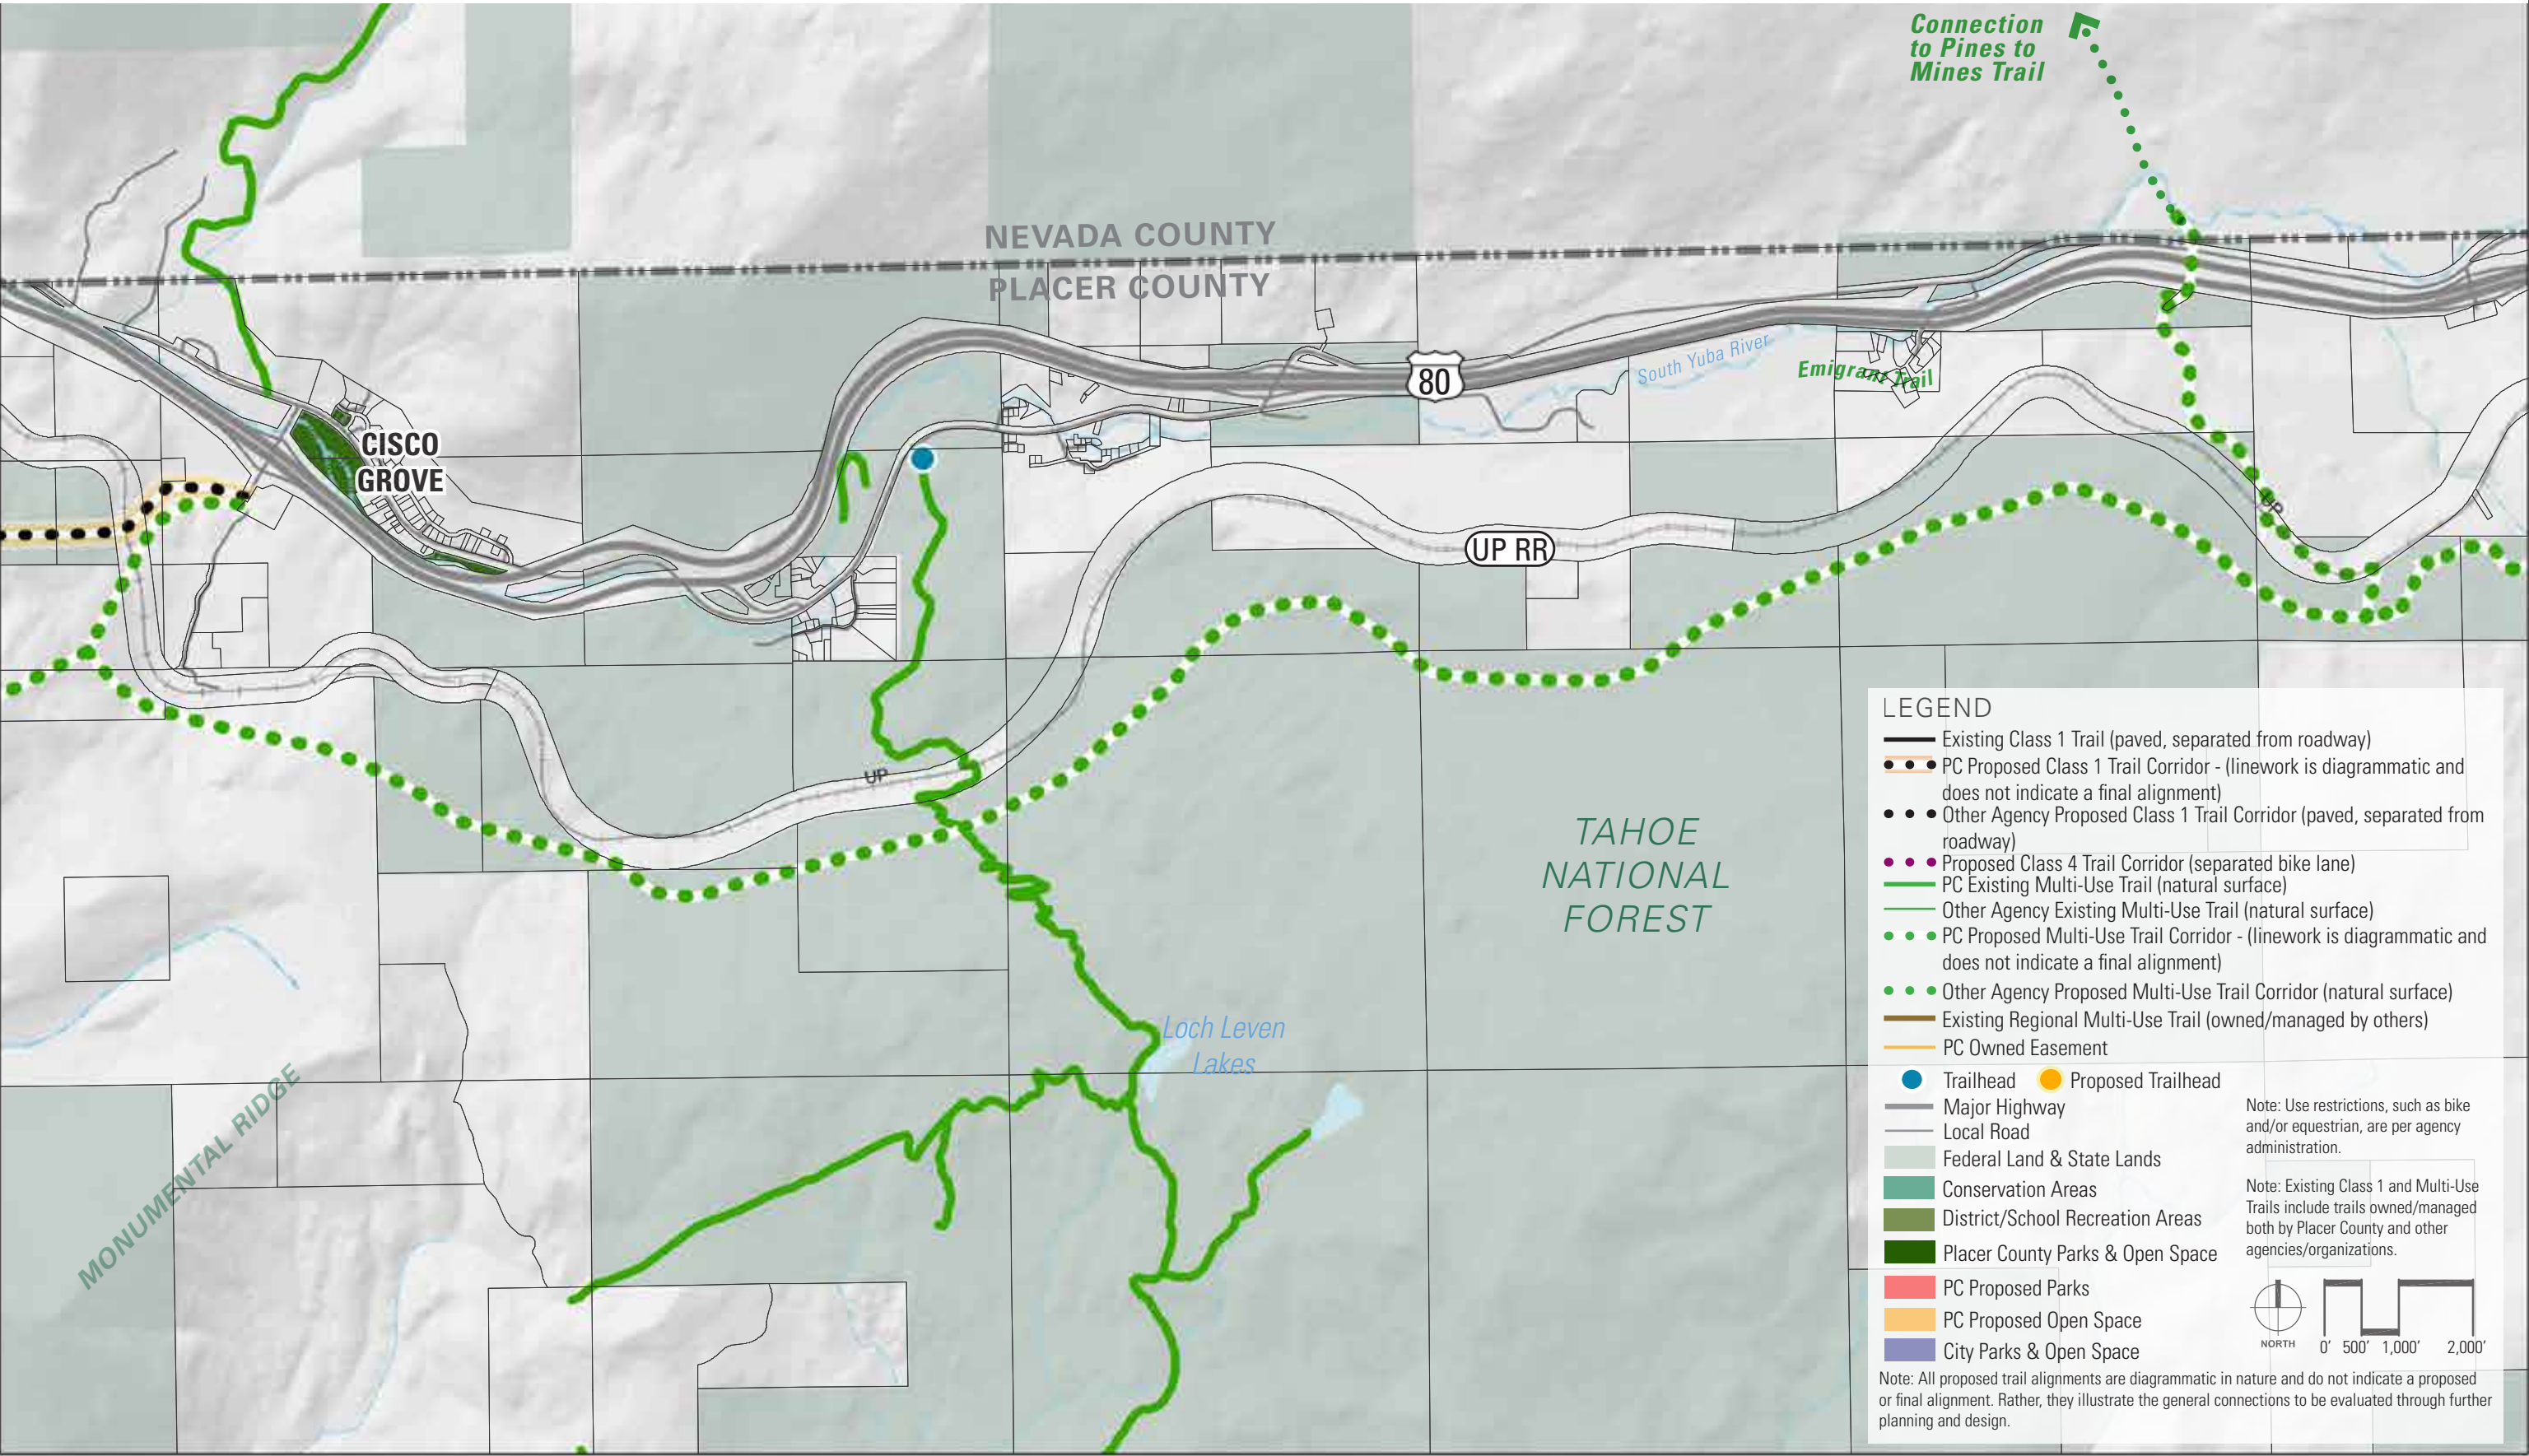 Connection
to Pines to
Mines Trail
NEVADA COUNTY
PLACER COUNTY
80
South Yuba River
Emigrant Trail
CISCO
GROVE
UP
UP RR
UP
TAHOE
NATIONAL
FOREST
Loch Leven
Lakes
MONUMENTAL RIDGE
LEGEND
Existing Class 1 Trail (paved, separated from roadway)
PC Proposed Class 1 Trail Corridor - (linework is diagrammatic and
does not indicate a final alignment)
Other Agency Proposed Class 1 Trail Corridor (paved, separated from
roadway)
Proposed Class 4 Trail Corridor (separated bike lane)
PC Existing Multi-Use Trail (natural surface)
Other Agency Existing Multi-Use Trail (natural surface)
PC Proposed Multi-Use Trail Corridor - (linework is diagrammatic and
does not indicate a final alignment)
Other Agency Proposed Multi-Use Trail Corridor (natural surface)
Existing Regional Multi-Use Trail (owned/managed by others)
PC Owned Easement
Trailhead Proposed Trailhead
Major Highway
Local Road
Federal Land & State Lands
Conservation Areas
District/School Recreation Areas
Placer County Parks & Open Space
PC Proposed Parks
PC Proposed Open Space
City Parks & Open Space
Note: Use restrictions, such as bike
and/or equestrian, are per agency
administration.
Note: Existing Class 1 and Multi-Use
Trails include trails owned/managed
both by Placer County and other
agencies/organizations.
NORTH
0' 500' 1,000' 2,000'
Note: All proposed trail alignments are diagrammatic in nature and do not indicate a proposed
or final alignment. Rather, they illustrate the general connections to be evaluated through further
planning and design.